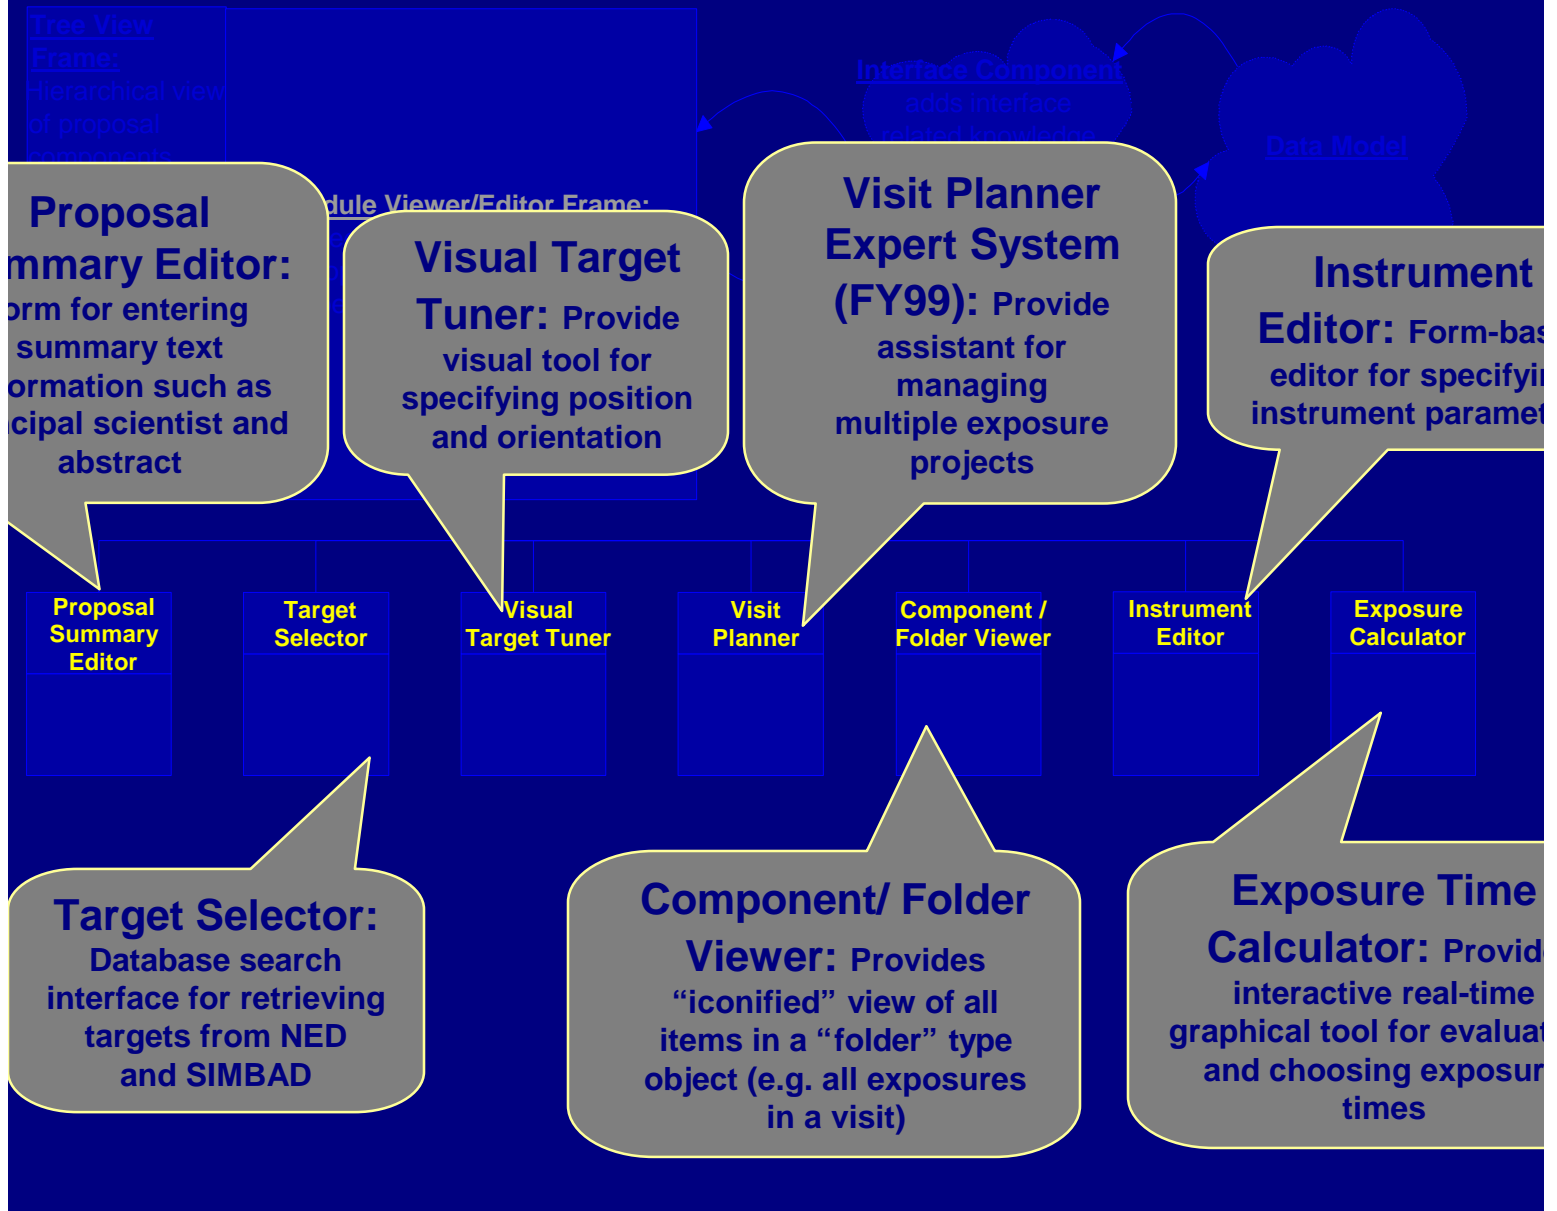 Tree View
Frame:
Hierarchical view
of proposal
components
Interface Component
adds interface
related knowledge
Data Model
dule Viewer/Editor Frame:
Proposal
mmary Editor:
orm for entering
summary text
ormation such as
cipal scientist and
abstract
Visual Target
Tuner: Provide
visual tool for
specifying position
and orientation
Visit Planner
Expert System
(FY99): Provide
assistant for
managing
multiple exposure
projects
Instrument
Editor: Form-bas
editor for specifyin
instrument paramet
Proposal
Summary
Editor
Target
Selector
Visual
Target Tuner
Visit
Planner
Component /
Folder Viewer
Instrument
Editor
Exposure
Calculator
Target Selector:
Database search
interface for retrieving
targets from NED
and SIMBAD
Component/ Folder
Viewer: Provides
“iconified” view of all
items in a “folder” type
object (e.g. all exposures
in a visit)
Exposure Time
Calculator: Provide
interactive real-time
graphical tool for evaluat
and choosing exposur
times